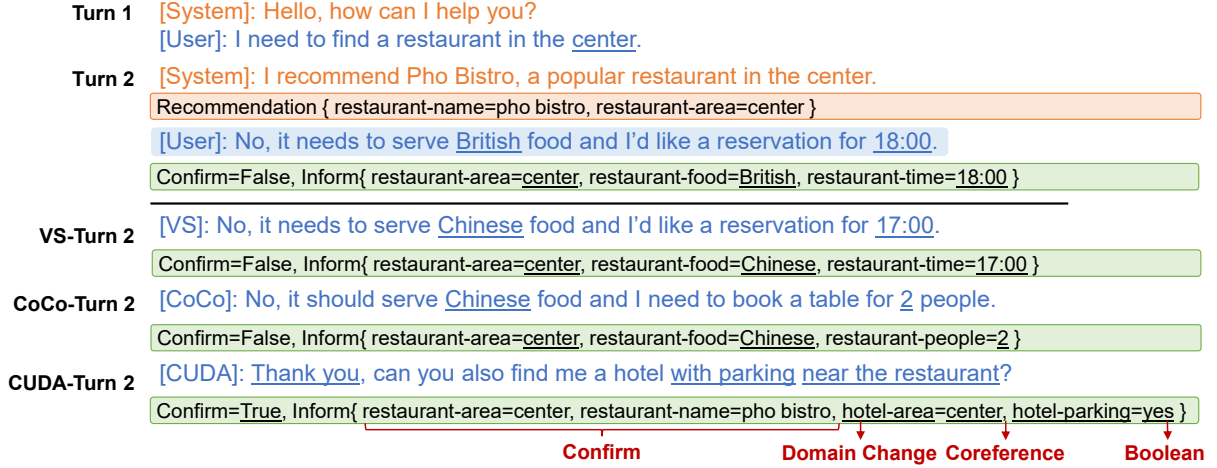 Turn 1 [System]: Hello, how can I help you?
[User]: I need to find a restaurant in the center.
Turn 2 [System]: I recommend Pho Bistro, a popular restaurant in the center.
Recommendation { restaurant-name=pho bistro, restaurant-area=center }
[User]: No, it needs to serve British food and I'd like a reservation for 18:00.
Confirm=False, Inform{ restaurant-area=center, restaurant-food=British, restaurant-time=18:00 }
VS-Turn 2 [VS]: No, it needs to serve Chinese food and I'd like a reservation for 17:00.
Confirm=False, Inform{ restaurant-area=center, restaurant-food=Chinese, restaurant-time=17:00 }
CoCo-Turn 2 [CoCo]: No, it should serve Chinese food and I need to book a table for 2 people.
Confirm=False, Inform{ restaurant-area=center, restaurant-food=Chinese, restaurant-people=2 }
CUDA-Turn 2 [CUDA]: Thank you, can you also find me a hotel with parking near the restaurant?
Confirm=True, Inform{ restaurant-area=center, restaurant-name=pho bistro, hotel-area=center, hotel-parking=yes }
Confirm Domain Change Coreference Boolean